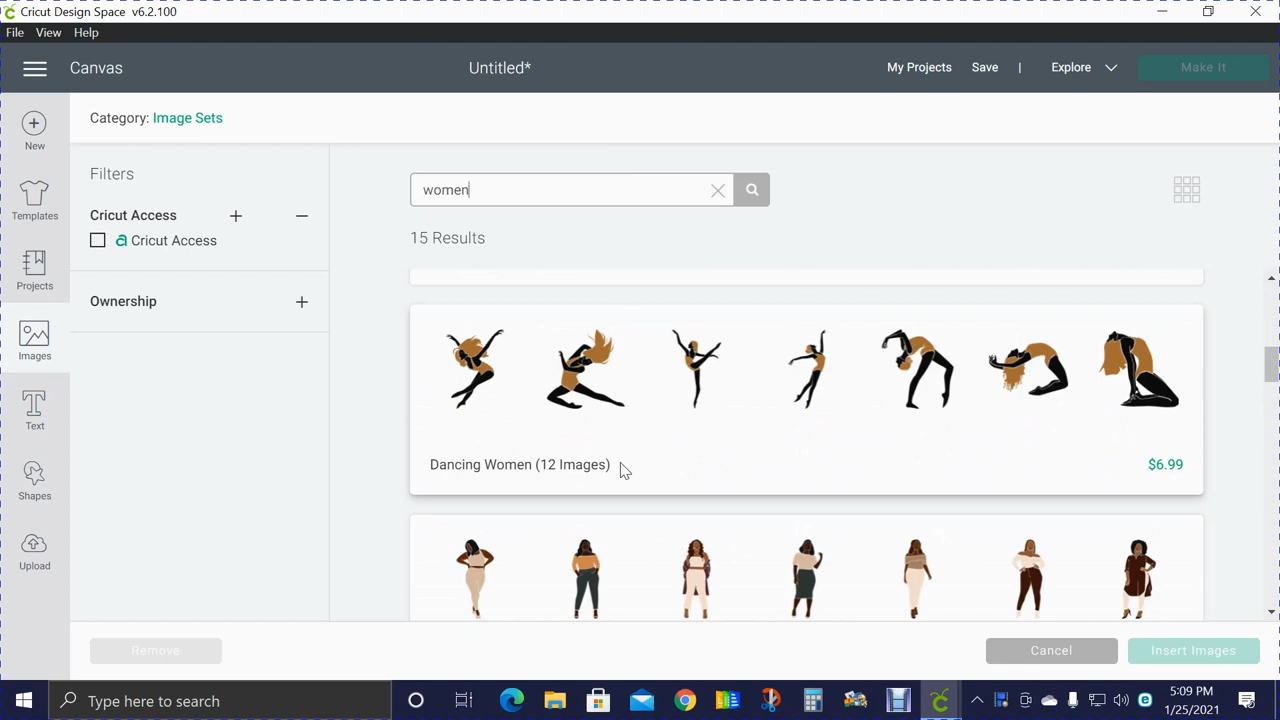 Cricut Design Space v6.2.100
File View Help
Canvas
Untitled*
My Projects Save | Explore Make It
New
Templates
Projects
Images
Text
Shapes
Upload
Category: Image Sets
Filters
Cricut Access
a Cricut Access
Ownership
women
15 Results
Dancing Women (12 Images) $6.99
Remove
Cancel
Insert Images
Type here to search
5:09 PM
1/25/2021